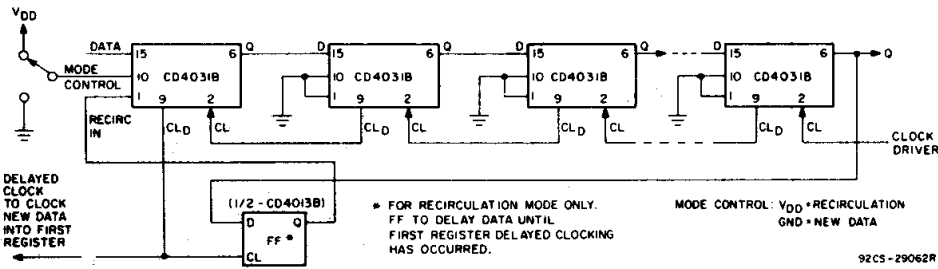 VDD
DATA
MODE
CONTROL
RECIRC
IN
15
6
10
CD4031B
1
9
2
Q
D
15
6
10
CD4031B
1
9
2
Q
D
15
6
10
CD4031B
1
9
2
Q
D
15
6
10
CD4031B
1
9
2
Q
CLD
CL
CLD
CL
CLD
CL
CLD
CL
CLOCK
DRIVER
DELAYED
CLOCK
TO CLOCK
NEW DATA
INTO FIRST
REGISTER
(1/2 - CD4013B)
D
Q
FF *
CL
* FOR RECIRCULATION MODE ONLY.
FF TO DELAY DATA UNTIL
FIRST REGISTER DELAYED CLOCKING
HAS OCCURRED.
MODE CONTROL: VDD = RECIRCULATION
GND = NEW DATA
92CS-29062R